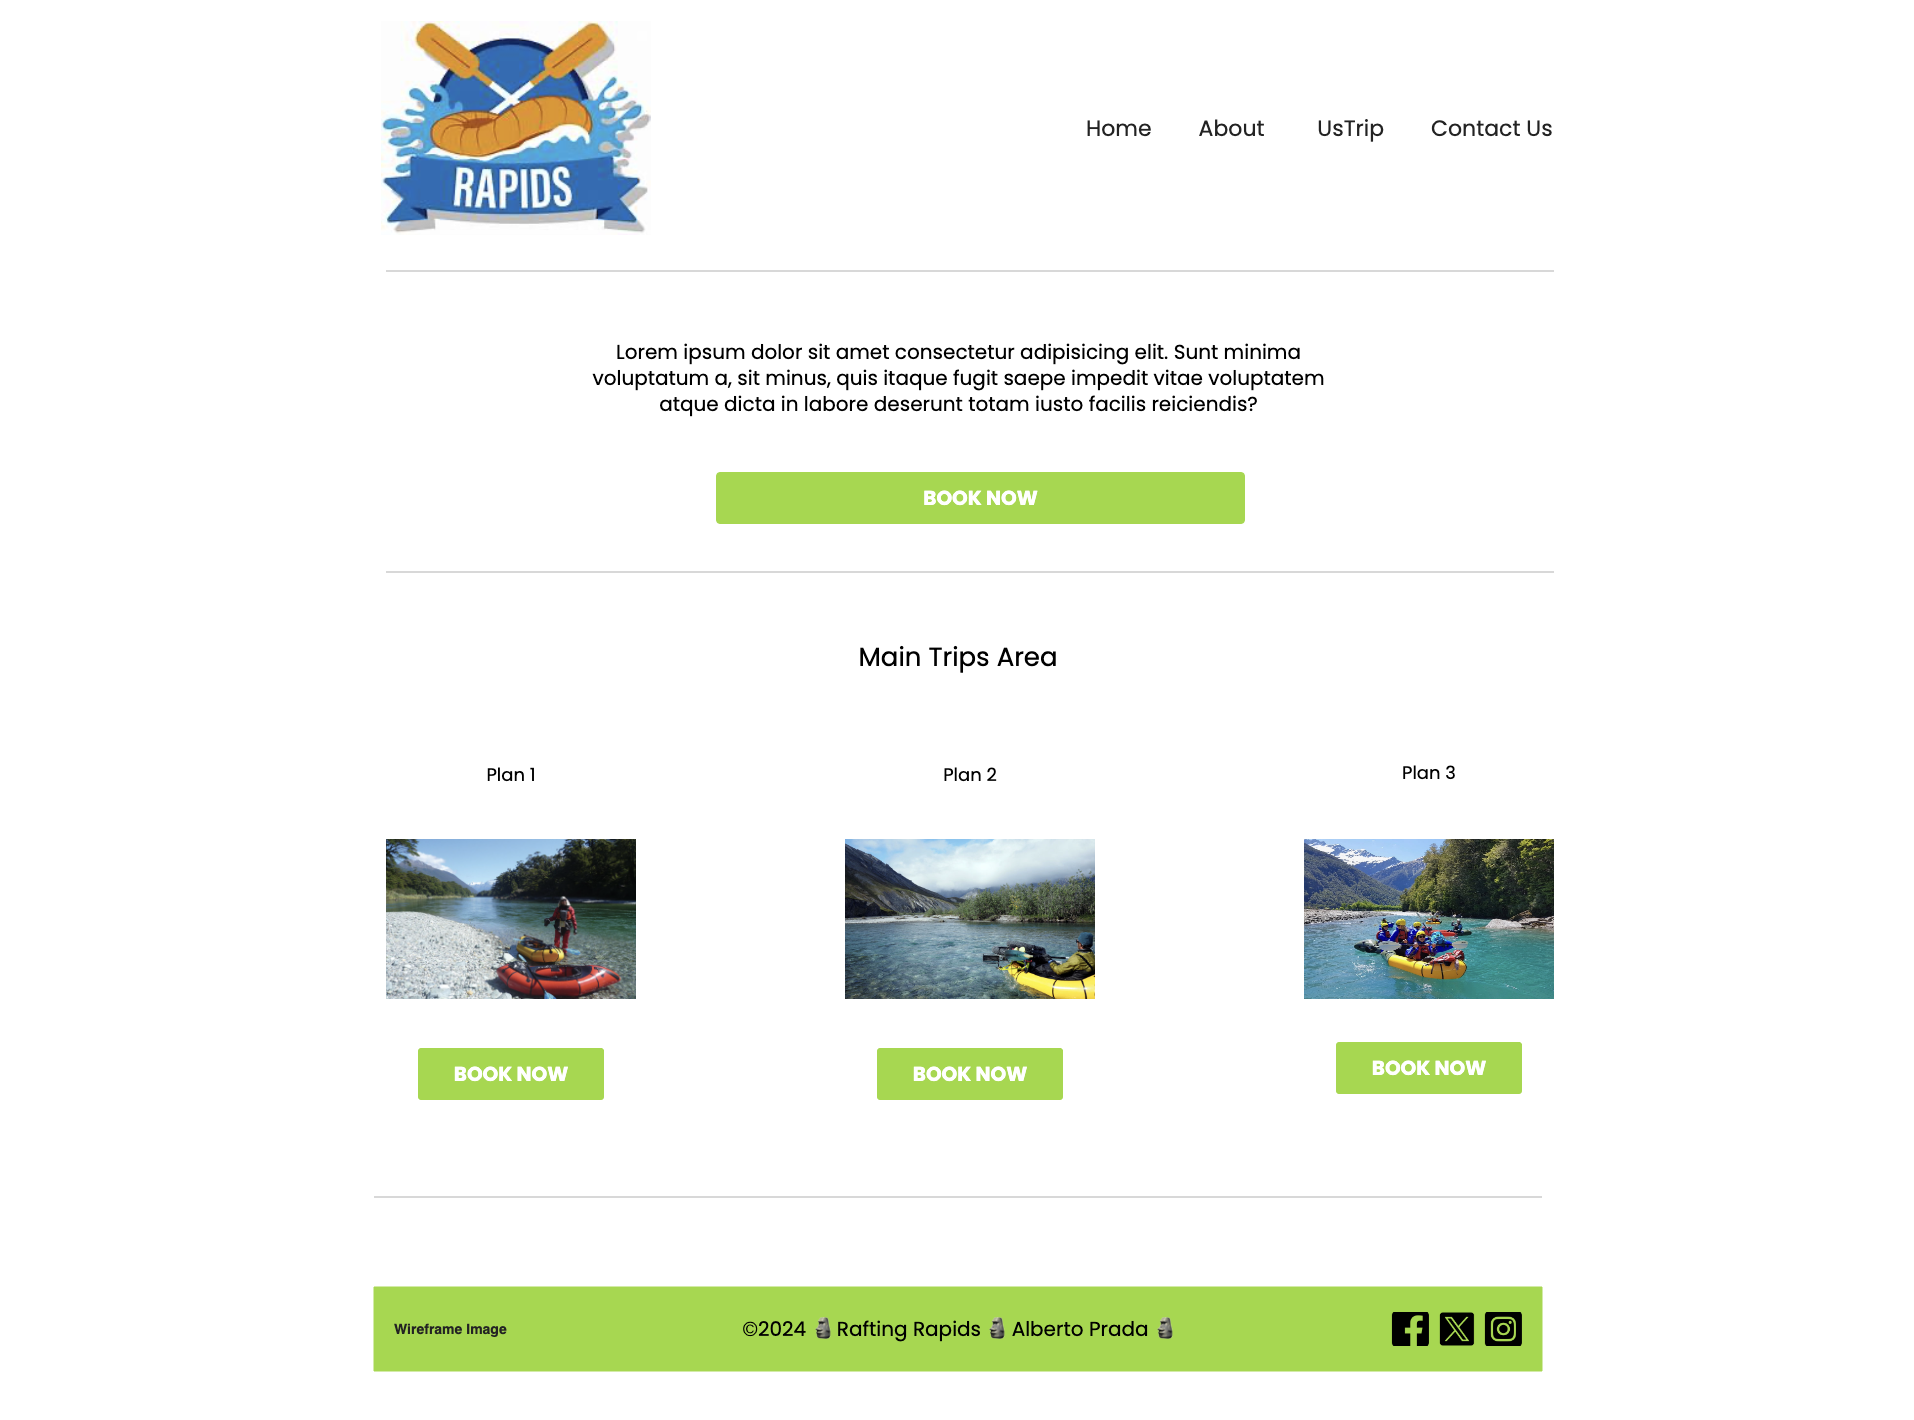 RAPIDS
Home About UsTrip Contact Us
Lorem ipsum dolor sit amet consectetur adipisicing elit. Sunt minima
voluptatum a, sit minus, quis itaque fugit saepe impedit vitae voluptatem
atque dicta in labore deserunt totam iusto facilis reiciendis?
BOOK NOW
Main Trips Area
Plan 1 Plan 2 Plan 3
BOOK NOW BOOK NOW BOOK NOW
Wireframe Image ©2024 🗿Rafting Rapids 🗿Alberto Prada 🗿